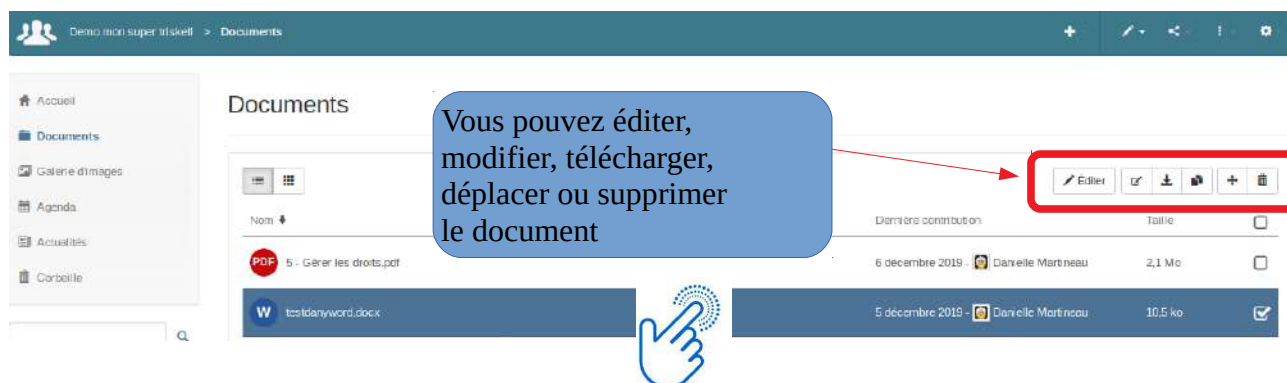 Demo mon super triskell > Documents
Accueil
Documents
Galerie d'images
Agenda
Actualités
Corbeille
Documents
Vous pouvez éditer,
modifier, télécharger,
déplacer ou supprimer
le document
Éditer
Nom Dernière contribution Taille
PDF 5 - Gérer les droits.pdf 6 décembre 2019 - Danielle Martineau 2,1 Mo
W testdanyword.docx 5 décembre 2019 - Danielle Martineau 10,5 ko